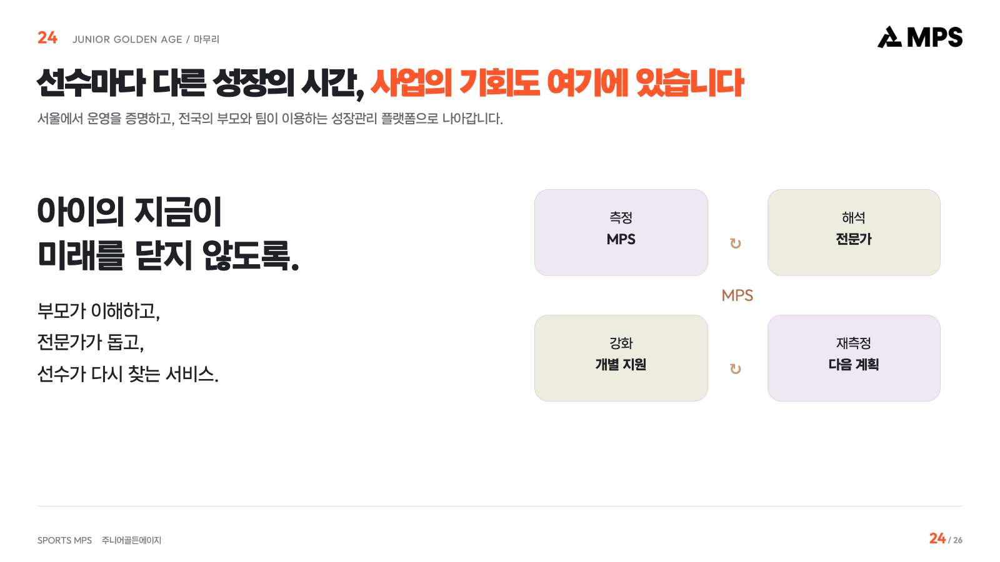 24 JUNIOR GOLDEN AGE / 마무리
MPS
선수마다 다른 성장의 시간, 사업의 기회도 여기에 있습니다
서울에서 운영을 증명하고, 전국의 부모와 팀이 이용하는 성장관리 플랫폼으로 나아갑니다.
아이의 지금이
미래를 닫지 않도록.
부모가 이해하고,
전문가가 돕고,
선수가 다시 찾는 서비스.
측정
MPS
↻
해석
전문가
MPS
강화
개별 지원
↻
재측정
다음 계획
SPORTS MPS 주니어골든에이지
24 / 26